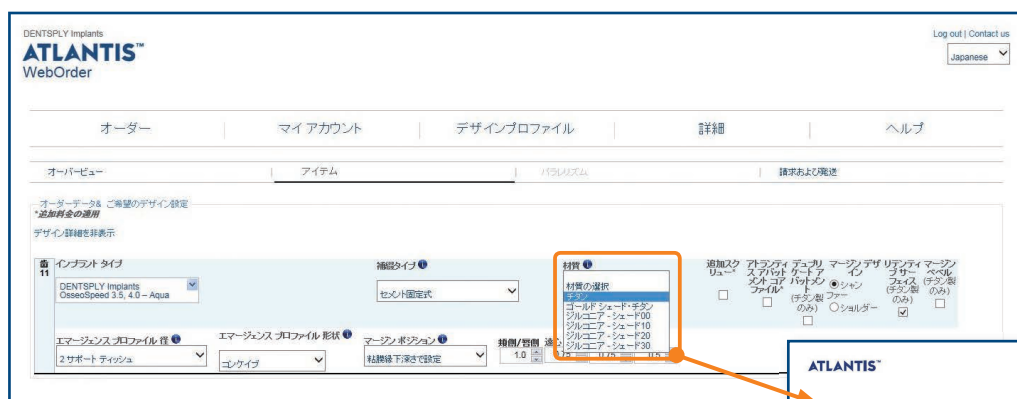 DENTSPLY Implants
ATLANTIS™
WebOrder
Log out | Contact us
Japanese
オーダー
マイ アカウント
デザインプロファイル
詳細
ヘルプ
オーバービュー
アイテム
パラレリズム
請求および発送
オーダーデータ& ご希望のデザイン設定
*追加料金の適用
デザイン詳細を非表示
歯
11
インプラント タイプ
DENTSPLY Implants
OsseoSpeed 3.5, 4.0 – Aqua
補綴タイプ
セメント固定式
材質
材質の選択
チタン
ゴールド シェード・チタン
ジルコニア - シェード00
ジルコニア - シェード10
ジルコニア - シェード20
ジルコニア - シェード30
追加スク
リュー*
アトランティ
ス アバット
メント コア
ファイル*
デュプリ
ケート ア
バットメン
ト
(チタン製
のみ)
マージン デザ
イン
シャン
ファー
ショルダー
リテンティ
ブ サー
フェイス
(チタン製
のみ)
マージン
ベベル
(チタン製
のみ)
エマージェンス プロファイル 径
2 サポート ティッシュ
エマージェンス プロファイル 形状
コンケイブ
マージン ポジション
粘膜縁下深さで設定
頬側/唇側
1.0
0.5
ATLANTIS™